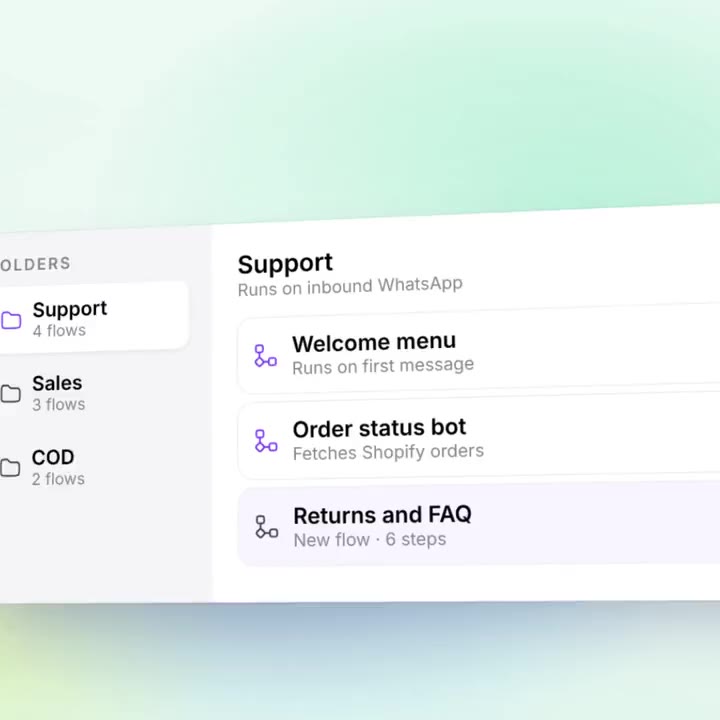 OLDERS
Support
4 flows
Sales
3 flows
COD
2 flows
Support
Runs on inbound WhatsApp
Welcome menu
Runs on first message
Order status bot
Fetches Shopify orders
Returns and FAQ
New flow · 6 steps